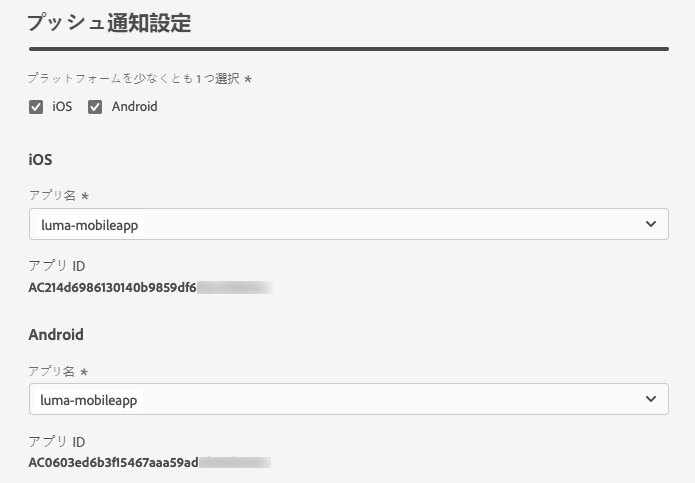 プッシュ通知設定
プラットフォームを少なくとも 1 つ選択 *
iOS Android
iOS
アプリ名 *
luma-mobileapp
アプリ ID
AC214d6986130140b9859df6
Android
アプリ名 *
luma-mobileapp
アプリ ID
AC0603ed6b3f15467aaa59ad